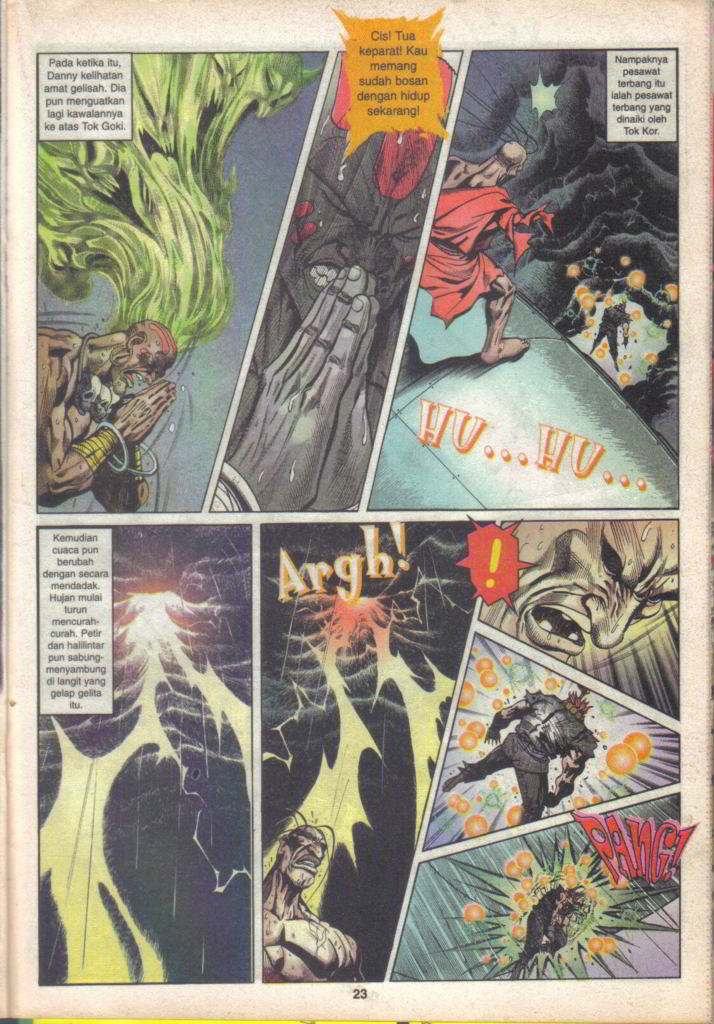 Pada ketika itu,
Danny kelihatan
amat gelisah. Dia
pun menguatkan
lagi kawalannya
ke atas Tok Goki.
Cis! Tua
keparat! Kau
memang
sudah bosan
dengan hidup
sekarang!
Nampaknya
pesawat
terbang itu
ialah pesawat
terbang yang
dinaiki oleh
Tok Kor.
HU...HU...
Kemudian
cuaca pun
berubah
dengan secara
mendadak.
Hujan mulai
turun
mencurah-
curah. Petir
dan halilintar
pun sabung-
menyambung
di langit yang
gelap gelita
itu.
Argh!
!
PANG!
23